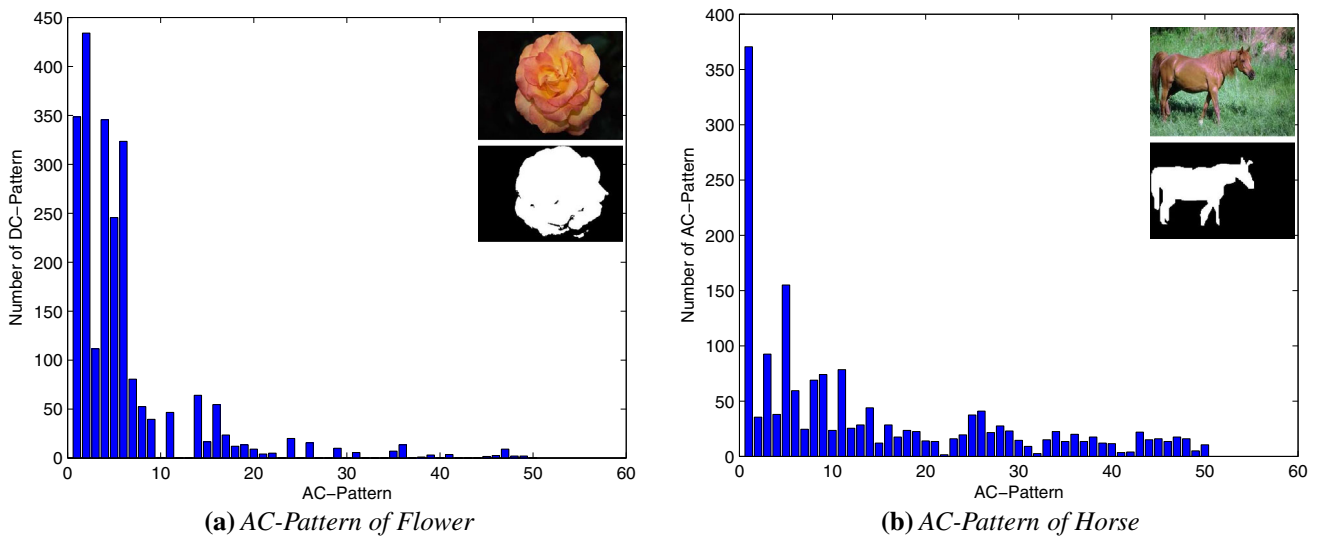 450
400
350
300
250
200
150
100
50
0
Number of DC−Pattern
0 10 20 30 40 50 60
AC−Pattern
(a) AC-Pattern of Flower
400
350
300
250
200
150
100
50
0
Number of AC−Pattern
0 10 20 30 40 50 60
AC−Pattern
(b) AC-Pattern of Horse